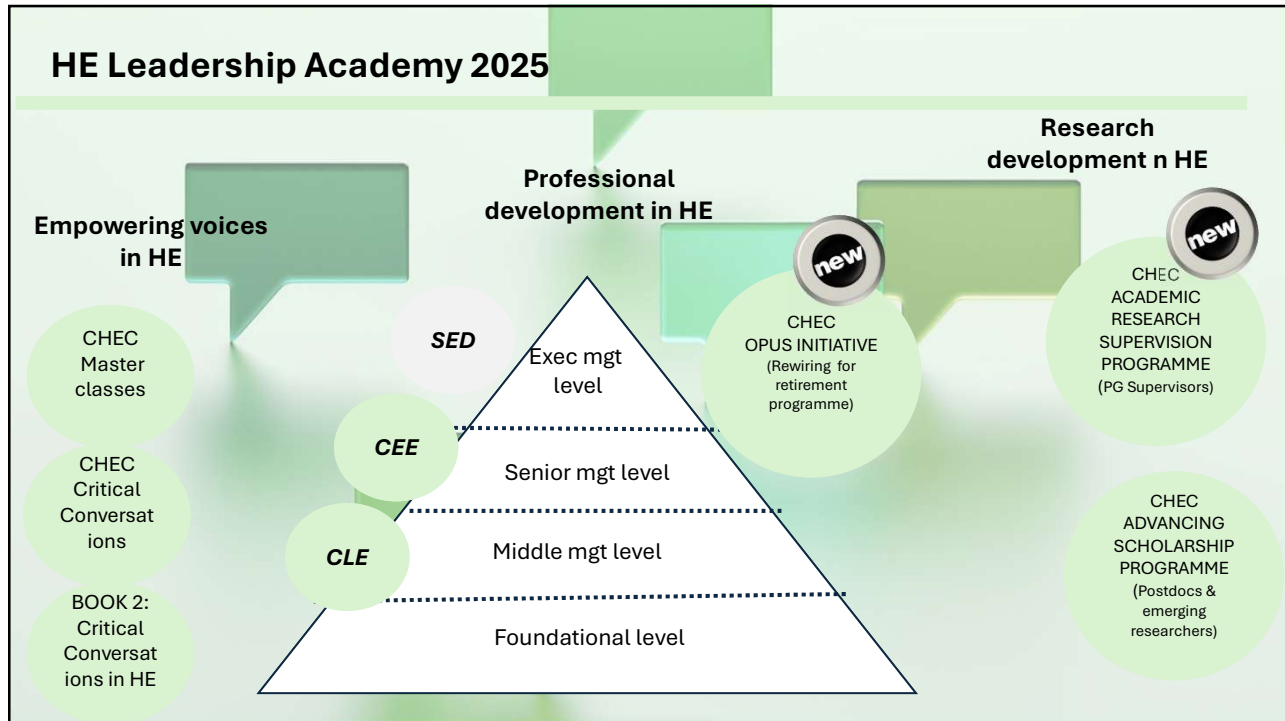 HE Leadership Academy 2025
Empowering voices
in HE
CHEC
Master
classes
CHEC
Critical
Conversat
ions
BOOK 2:
Critical
Conversat
ions in HE
Professional
development in HE
SED
CEE
CLE
Exec mgt
level
Senior mgt level
Middle mgt level
Foundational level
new
CHEC
OPUS INITIATIVE
(Rewiring for
retirement
programme)
Research
development n HE
new
CHEC
ACADEMIC
RESEARCH
SUPERVISION
PROGRAMME
(PG Supervisors)
CHEC
ADVANCING
SCHOLARSHIP
PROGRAMME
(Postdocs &
emerging
researchers)